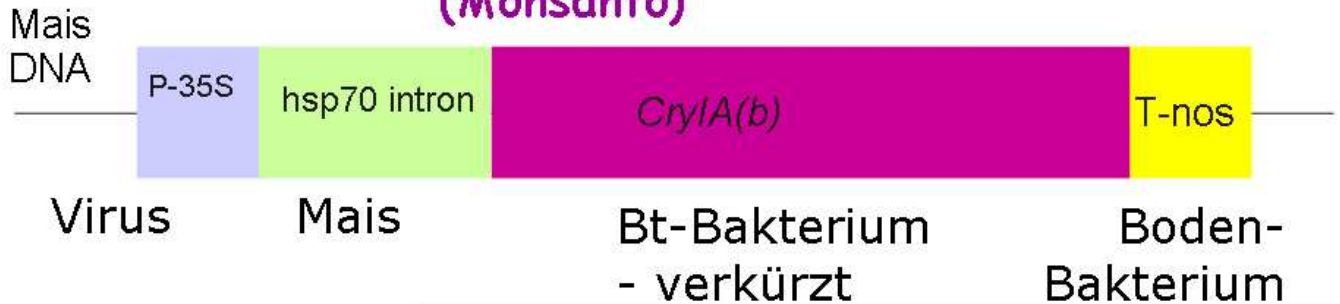 (Monsanto)
Mais
DNA
P-35S
hsp70 intron
CryIA(b)
T-nos
Virus
Mais
Bt-Bakterium
- verkürzt
Boden-
Bakterium